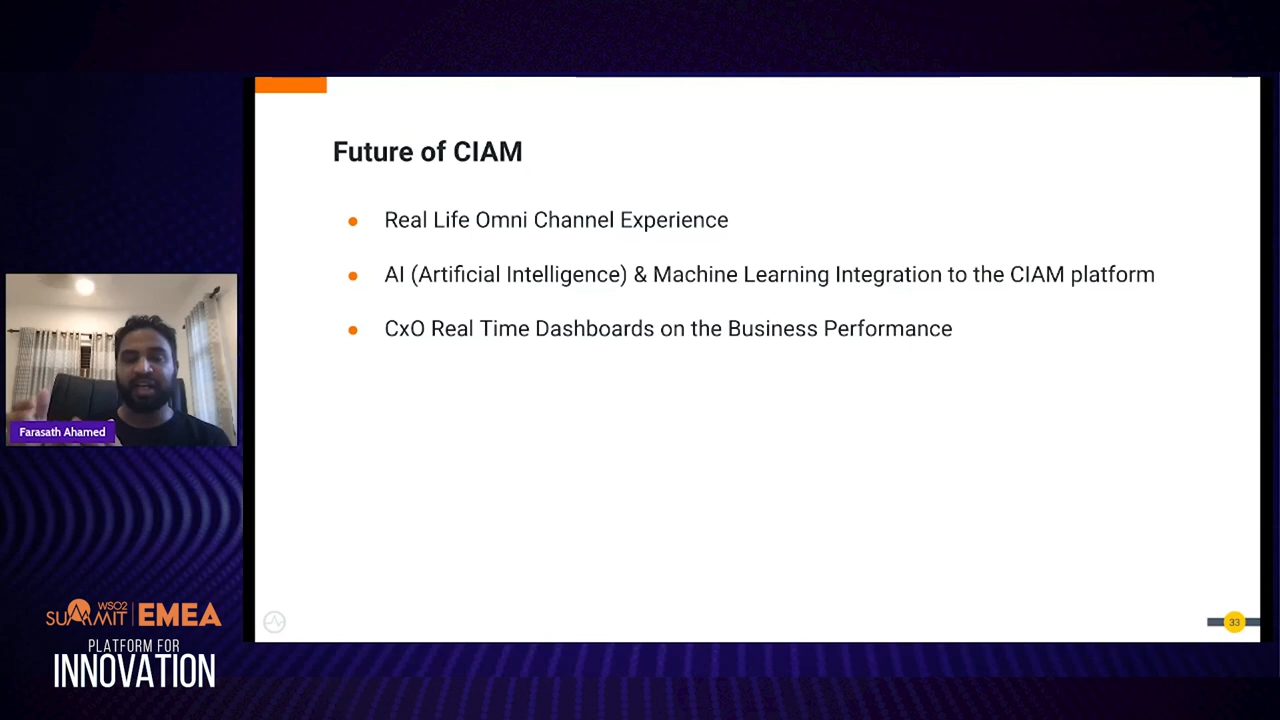 Future of CIAM
Real Life Omni Channel Experience
AI (Artificial Intelligence) & Machine Learning Integration to the CIAM platform
CxO Real Time Dashboards on the Business Performance
Farasath Ahamed
WSO2
SUMMIT EMEA
PLATFORM FOR
INNOVATION
33